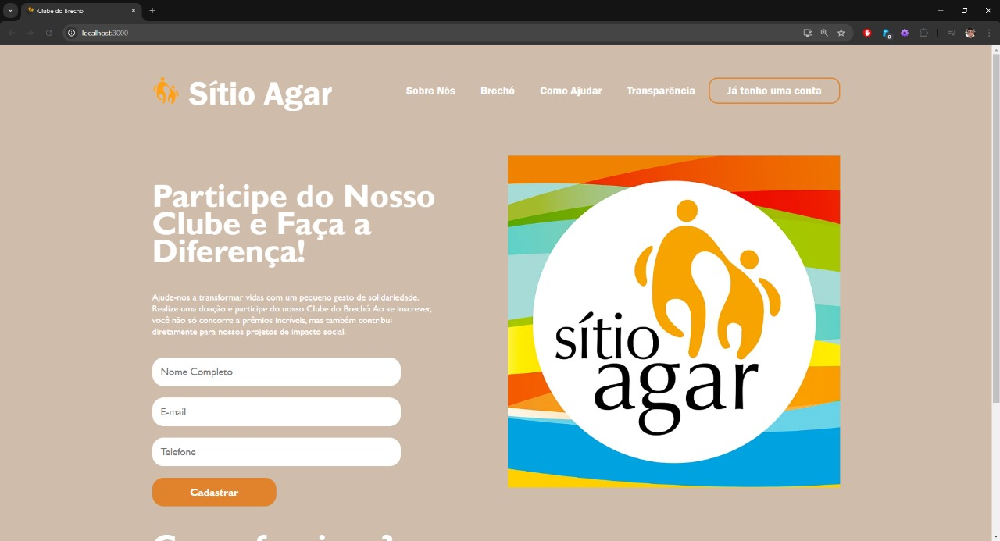 Clube do Brechó
localhost:3000
0
Sítio Agar
Sobre Nós
Brechó
Como Ajudar
Transparência
Já tenho uma conta
Participe do Nosso
Clube e Faça a
Diferença!
Ajude-nos a transformar vidas com um pequeno gesto de solidariedade.
Realize uma doação e participe do nosso Clube do Brechó. Ao se inscrever,
você não só concorre a prêmios incríveis, mas também contribui
diretamente para nossos projetos de impacto social.
Nome Completo
E-mail
Telefone
Cadastrar
sítio
agar